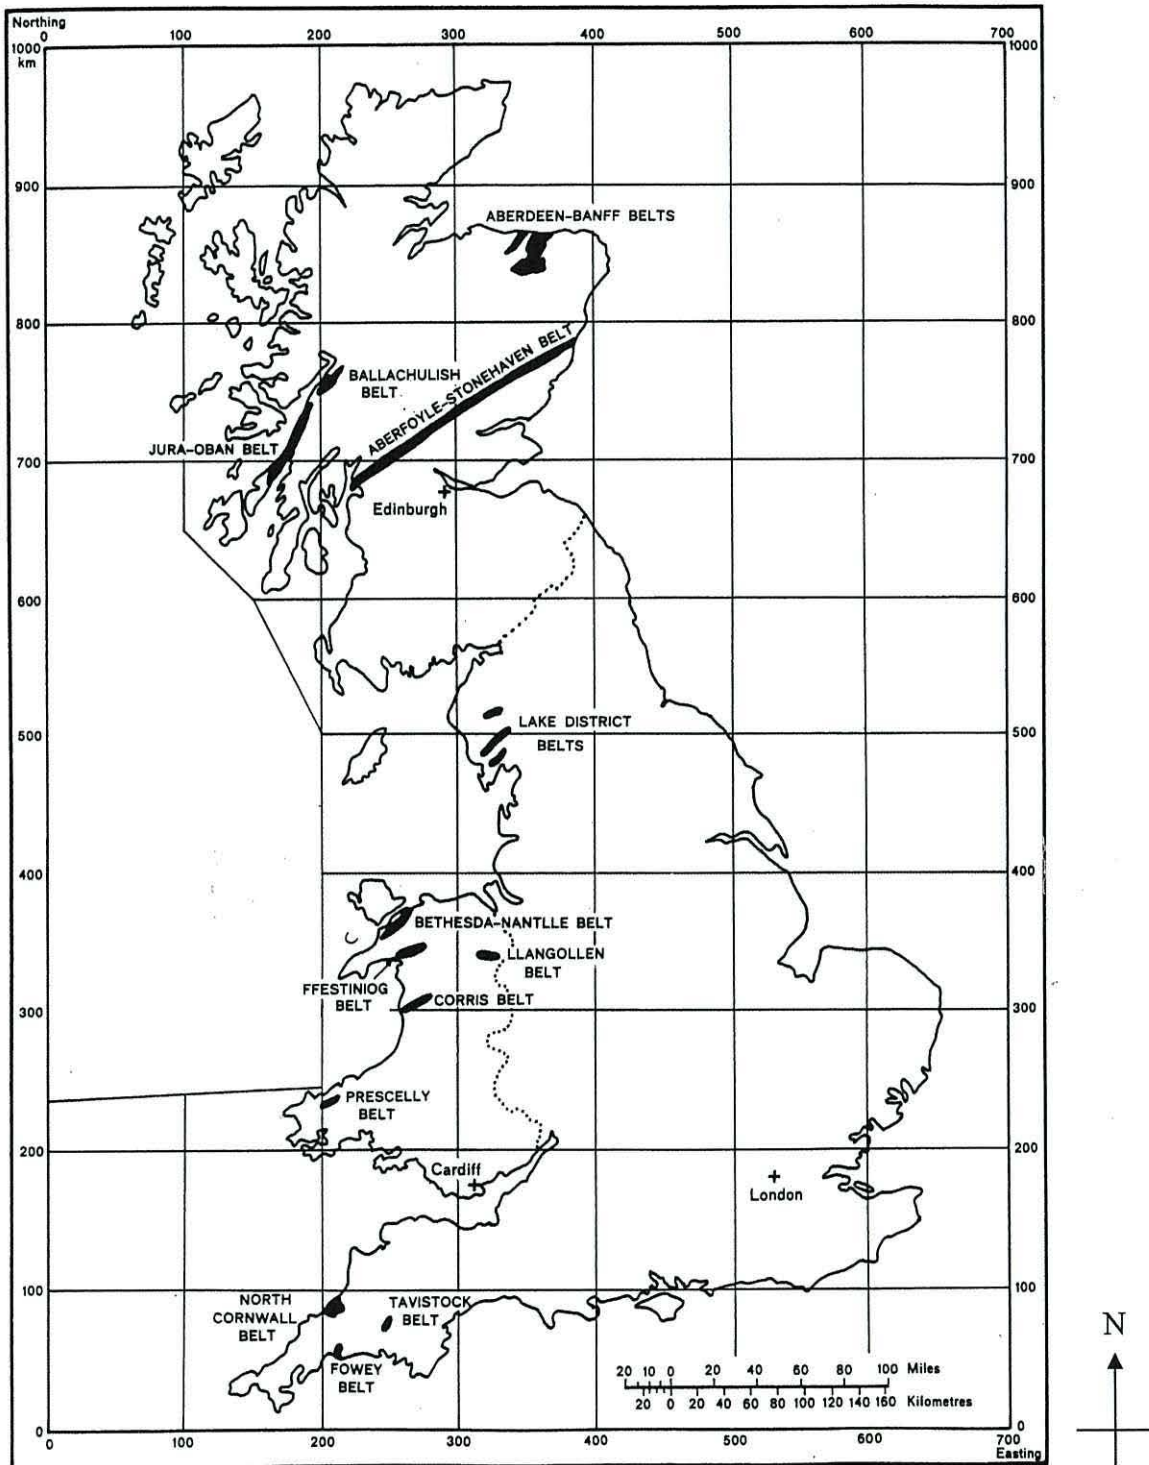 Northing
0 100 200 300 400 500 600 700
1000
km
1000
900
900
ABERDEEN-BANFF BELTS
800
800
ABERFOYLE-STONEHAVEN BELT
BALLACHULISH
BELT
JURA-OBAN BELT
700
700
Edinburgh
600
600
LAKE DISTRICT
BELTS
500
500
400
400
BETHESDA-NANTLLE BELT
LLANGOLLEN
BELT
FFESTINIOG
BELT
CORRIS BELT
300
300
PRESCELLY
BELT
200
200
Cardiff
London
100
100
NORTH
CORNWALL
BELT
TAVISTOCK
BELT
FOWEY
BELT
N
20 10 0 20 40 60 80 100 Miles
20 0 20 40 60 80 100 120 140 160 Kilometres
0
0
0 100 200 300 400 500 600 700
Easting